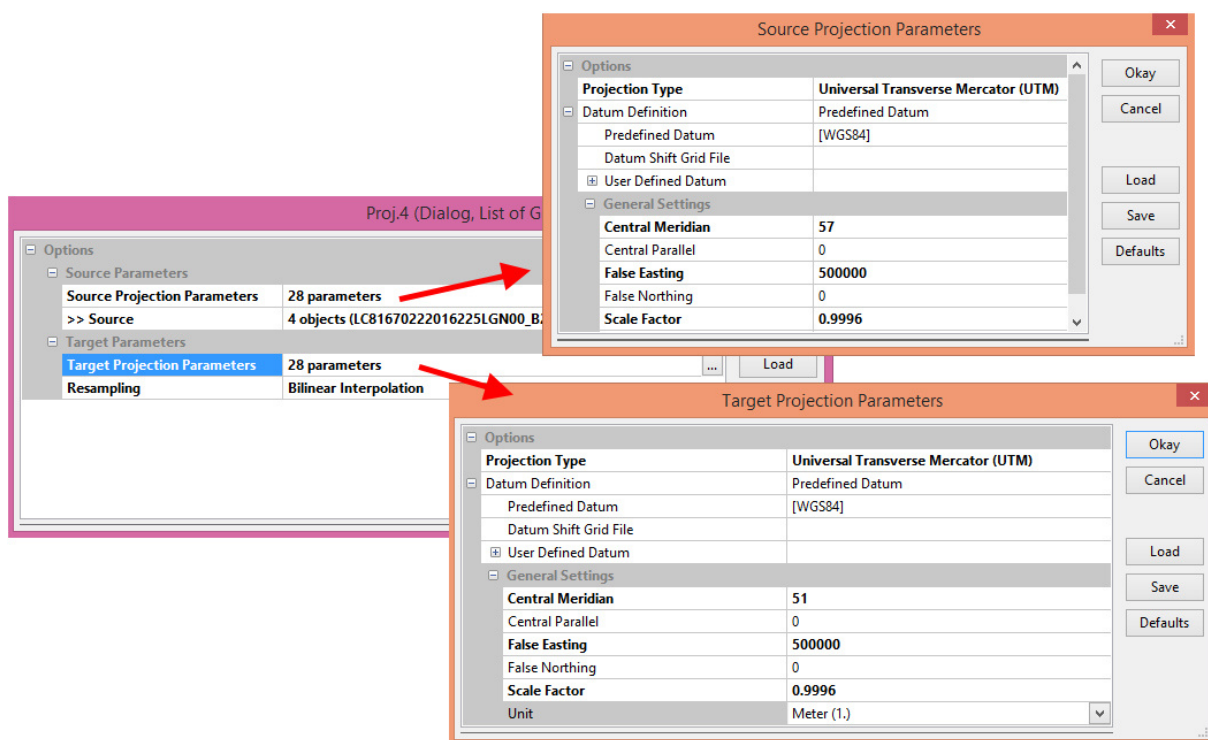 Source Projection Parameters
Options
Projection Type Universal Transverse Mercator (UTM)
Datum Definition Predefined Datum
Predefined Datum [WGS84]
Datum Shift Grid File
User Defined Datum
General Settings
Central Meridian 57
Central Parallel 0
False Easting 500000
False Northing 0
Scale Factor 0.9996
Okay
Cancel
Load
Save
Defaults
Proj.4 (Dialog, List of G
Options
Source Parameters
Source Projection Parameters 28 parameters
>> Source 4 objects (LC81670222016225LGN00_B2
Target Parameters
Target Projection Parameters 28 parameters ...
Resampling Bilinear Interpolation
Load
Target Projection Parameters
Options
Projection Type Universal Transverse Mercator (UTM)
Datum Definition Predefined Datum
Predefined Datum [WGS84]
Datum Shift Grid File
User Defined Datum
General Settings
Central Meridian 51
Central Parallel 0
False Easting 500000
False Northing 0
Scale Factor 0.9996
Unit Meter (1.)
Okay
Cancel
Load
Save
Defaults